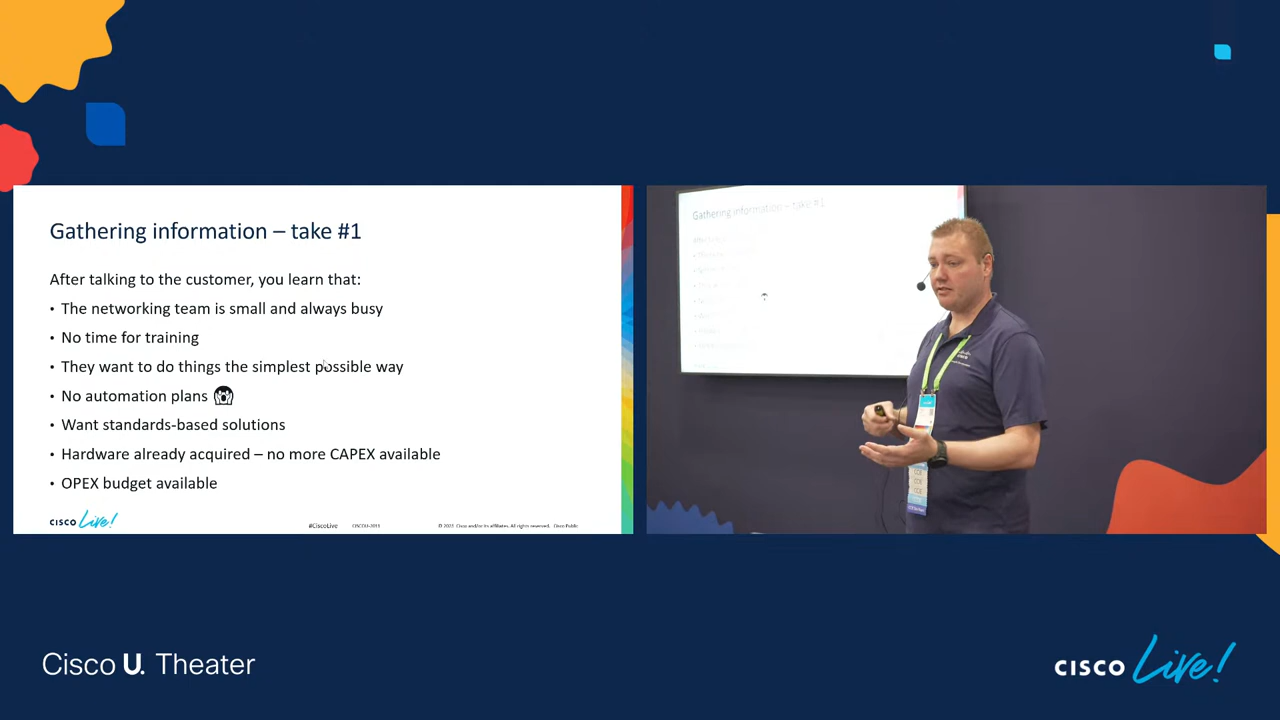 Gathering information – take #1
After talking to the customer, you learn that:
• The networking team is small and always busy
• No time for training
• They want to do things the simplest possible way
• No automation plans 😱
• Want standards-based solutions
• Hardware already acquired – no more CAPEX available
• OPEX budget available
CISCO Live!
#CiscoLive
© 2022 Cisco and/or its affiliates. All rights reserved. Cisco Public
Gathering information – take #1
Cisco U. Theater
CISCO Live!